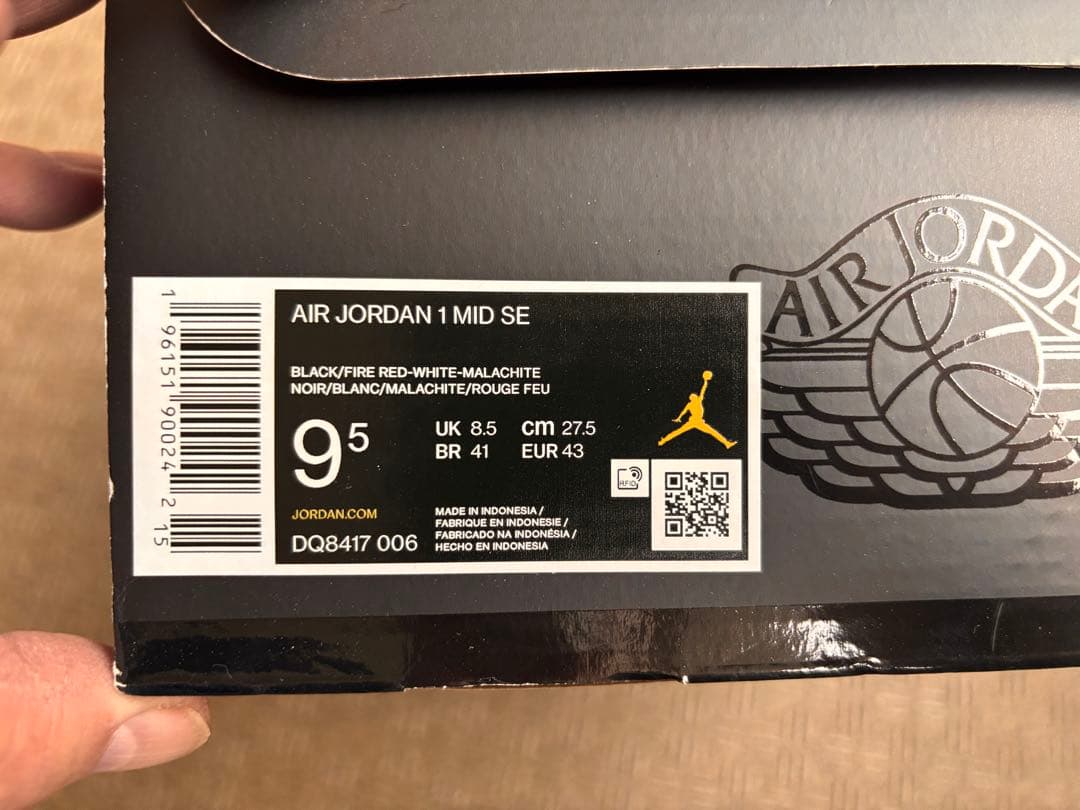 AIR JORDA
1 96151 90024 2 15
AIR JORDAN 1 MID SE
BLACK/FIRE RED-WHITE-MALACHITE
NOIR/BLANC/MALACHITE/ROUGE FEU
9 5
UK 8.5 cm 27.5
BR 41 EUR 43
RFID
JORDAN.COM
DQ8417 006
MADE IN INDONESIA /
FABRIQUE EN INDONESIE /
FABRICADO NA INDONÉSIA /
HECHO EN INDONESIA